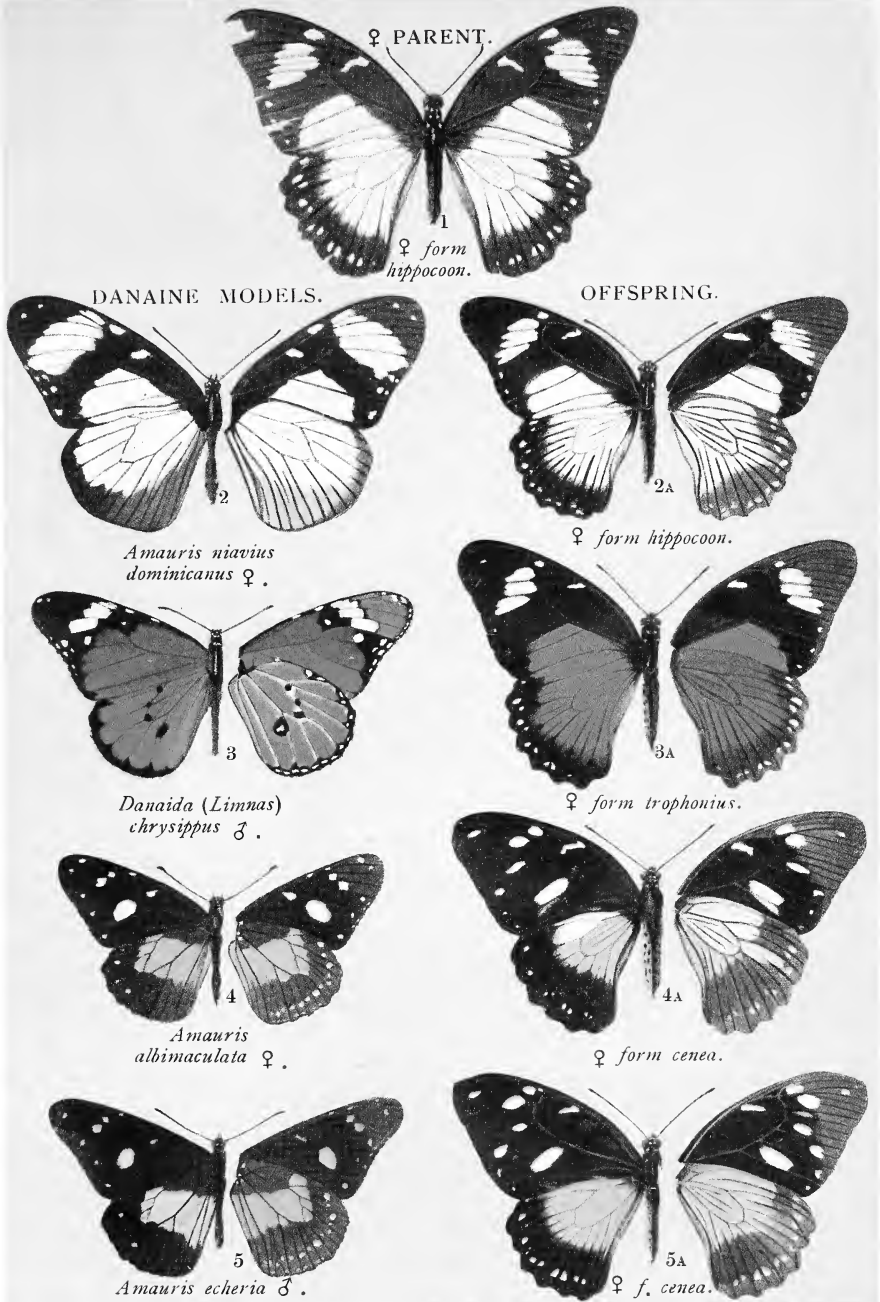 ♀ PARENT.
1
♀ form
hippocoon.
DANAINE MODELS.
OFFSPRING.
2
Amauris niavius
dominicanus ♀ .
2A
♀ form hippocoon.
3
Danaida (Limnas)
chrysippus ♂ .
3A
♀ form trophonius.
4
Amauris
albimaculata ♀ .
4A
♀ form cenea.
5
Amauris echeria ♂ .
5A
♀ f. cenea.